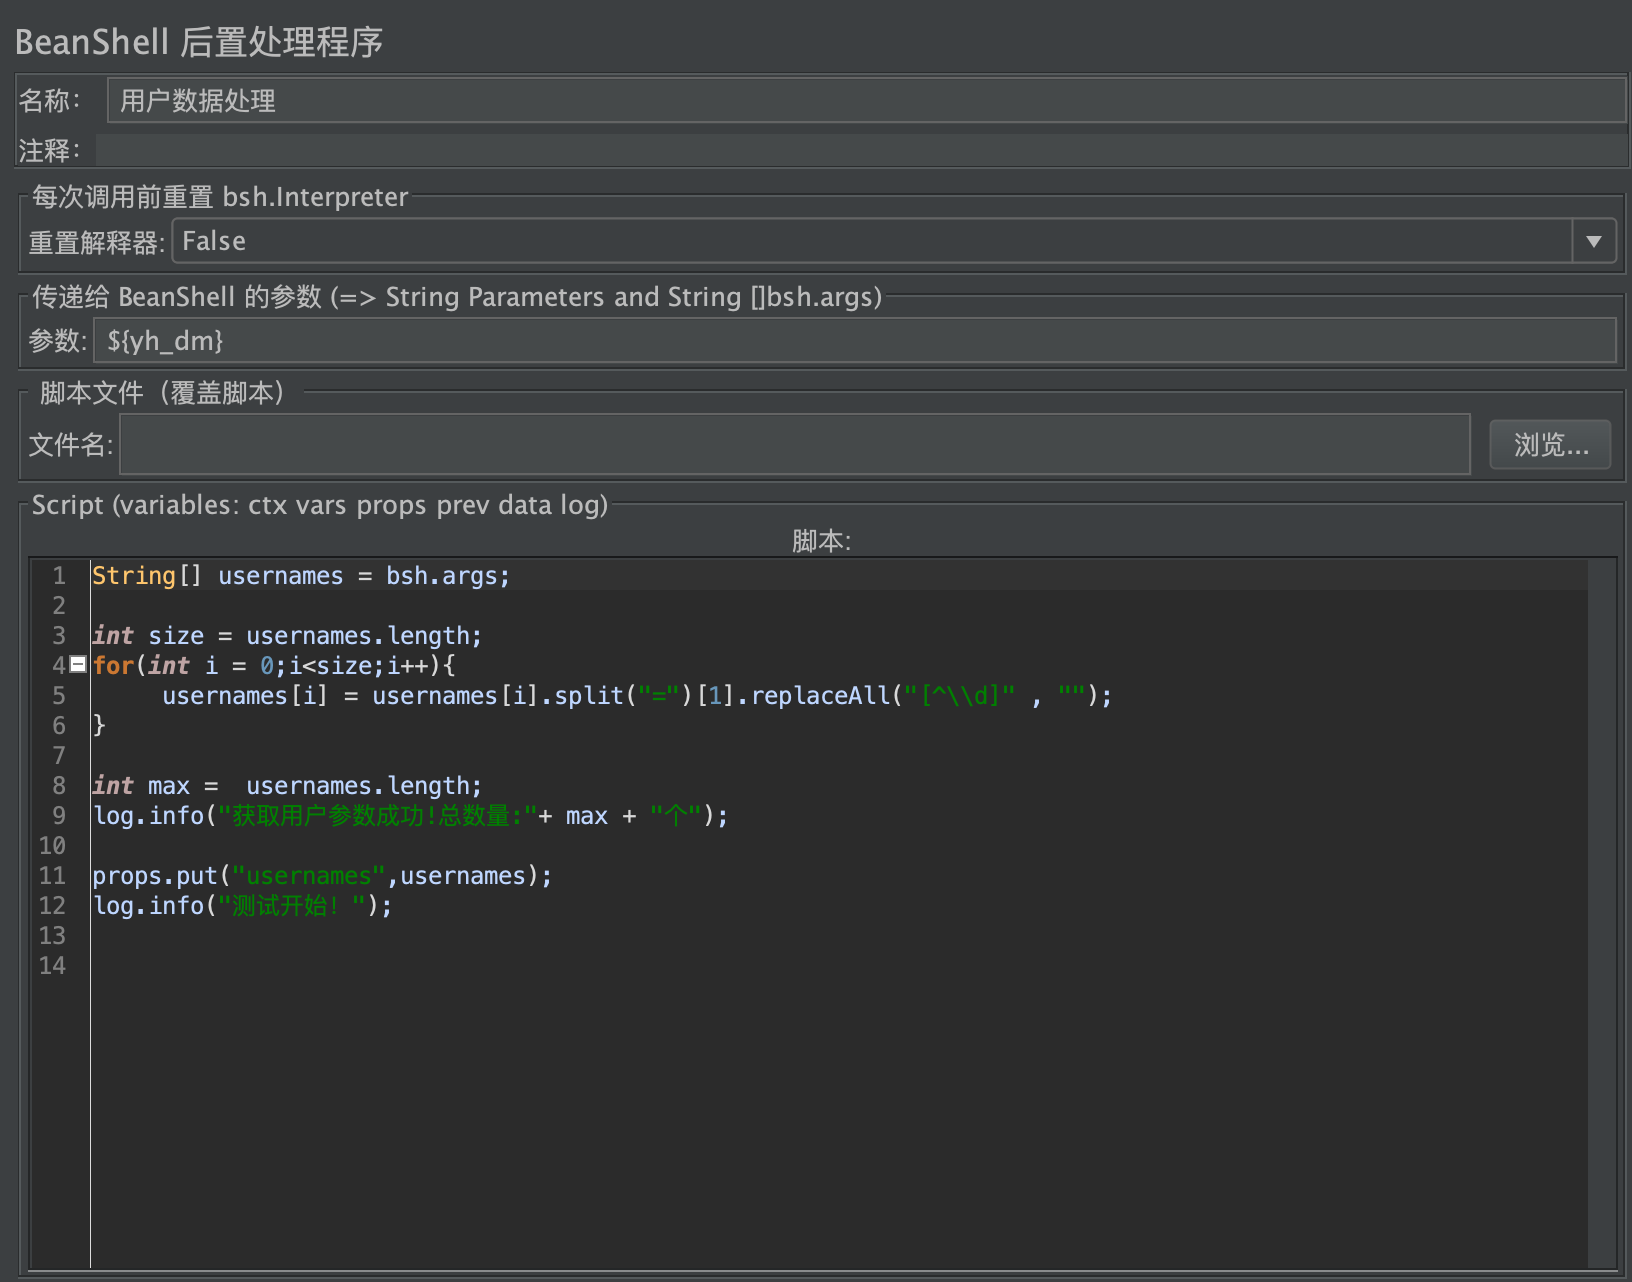 BeanShell 后置处理程序
名称： 用户数据处理
注释：
每次调用前重置 bsh.Interpreter
重置解释器: False
传递给 BeanShell 的参数 (=> String Parameters and String []bsh.args)
参数: ${yh_dm}
脚本文件（覆盖脚本）
文件名: 浏览...
Script (variables: ctx vars props prev data log)
脚本:
1 String[] usernames = bsh.args;
2
3 int size = usernames.length;
4 for(int i = 0;i<size;i++){
5 usernames[i] = usernames[i].split("=")[1].replaceAll("[^\\d]" , "");
6 }
7
8 int max =  usernames.length;
9 log.info("获取用户参数成功!总数量:"+ max + "个");
10
11 props.put("usernames",usernames);
12 log.info("测试开始！");
13
14